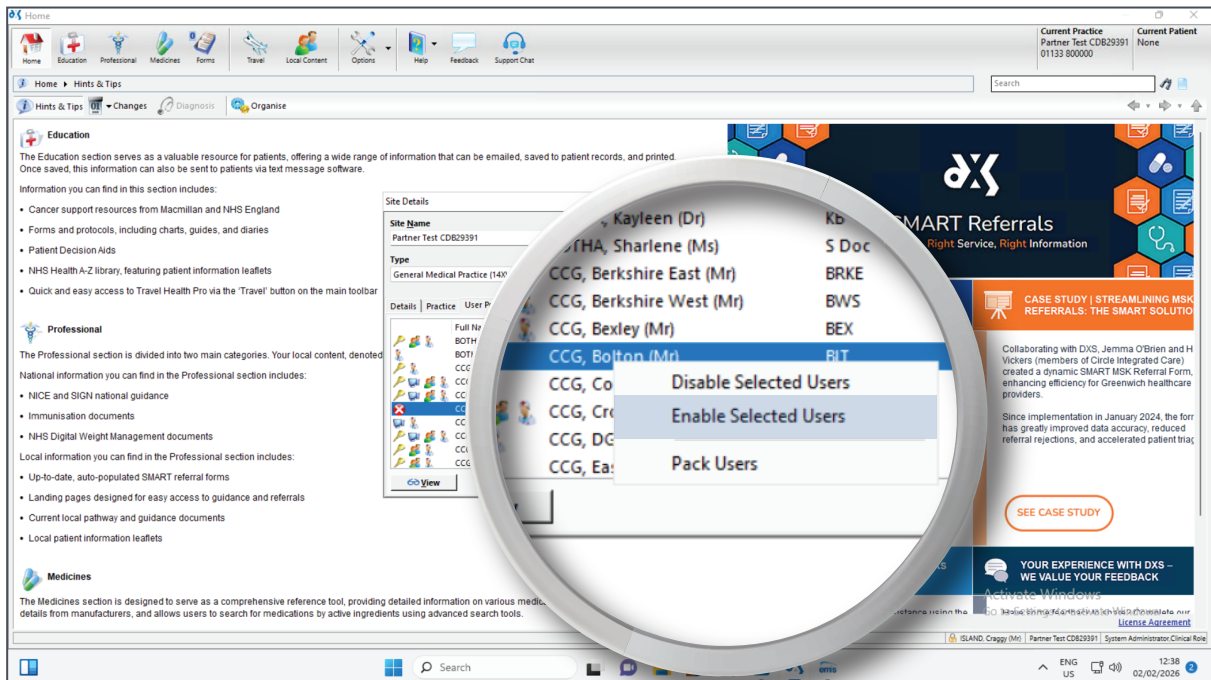 Home
Current Practice
Partner Test CDB29391
01133 800000
Current Patient
None
Home Education Professional Medicines Forms Travel Local Content Options Help Feedback Support Chat
Home Hints & Tips
Search
Hints & Tips Changes Diagnosis Organise
Education
The Education section serves as a valuable resource for patients, offering a wide range of information that can be emailed, saved to patient records, and printed.
Once saved, this information can also be sent to patients via text message software.
Information you can find in this section includes:
• Cancer support resources from Macmillan and NHS England
• Forms and protocols, including charts, guides, and diaries
• Patient Decision Aids
• NHS Health A-Z library, featuring patient information leaflets
• Quick and easy access to Travel Health Pro via the 'Travel' button on the main toolbar
Professional
The Professional section is divided into two main categories. Your local content, denoted
National information you can find in the Professional section includes:
• NICE and SIGN national guidance
• Immunisation documents
• NHS Digital Weight Management documents
Local information you can find in the Professional section includes:
• Up-to-date, auto-populated SMART referral forms
• Landing pages designed for easy access to guidance and referrals
• Current local pathway and guidance documents
• Local patient information leaflets
Medicines
The Medicines section is designed to serve as a comprehensive reference tool, providing detailed information on various
details from manufacturers, and allows users to search for medications by active ingredients using advanced search tools.
Site Details
Site Name
Partner Test CDB29391
Type
General Medical Practice
Details Practice User
Full
View
Kayleen (Dr) KB
Sharlene (Ms) S Doc
CCG, Berkshire East (Mr) BRKE
CCG, Berkshire West (Mr) BWS
CCG, Bexley (Mr) BEX
CCG, Bolton (Mr) BLT
CCG,
CCG,
CCG,
CCG,
Disable Selected Users
Enable Selected Users
Pack Users
SMART Referrals
Right Service, Right Information
CASE STUDY | STREAMLINING MSK
REFERRALS: THE SMART
Collaborating with DXS, Jemma O'Brien and
Vickers (members of Circle Integrated Care)
created a dynamic SMART MSK Referral Form,
enhancing efficiency for Greenwich healthcare
providers.
Since implementation in January 2024, the
has greatly improved data accuracy, reduced
referral rejections, and accelerated patient
SEE CASE STUDY
YOUR EXPERIENCE WITH DXS –
WE VALUE YOUR FEEDBACK
Activate Windows
using the
License Agreement
ISLAND, Craggy (Mr) Partner Test CDB29391 System Administrator,Clinical Role
Search
ENG
US
12:38
02/02/2026
2